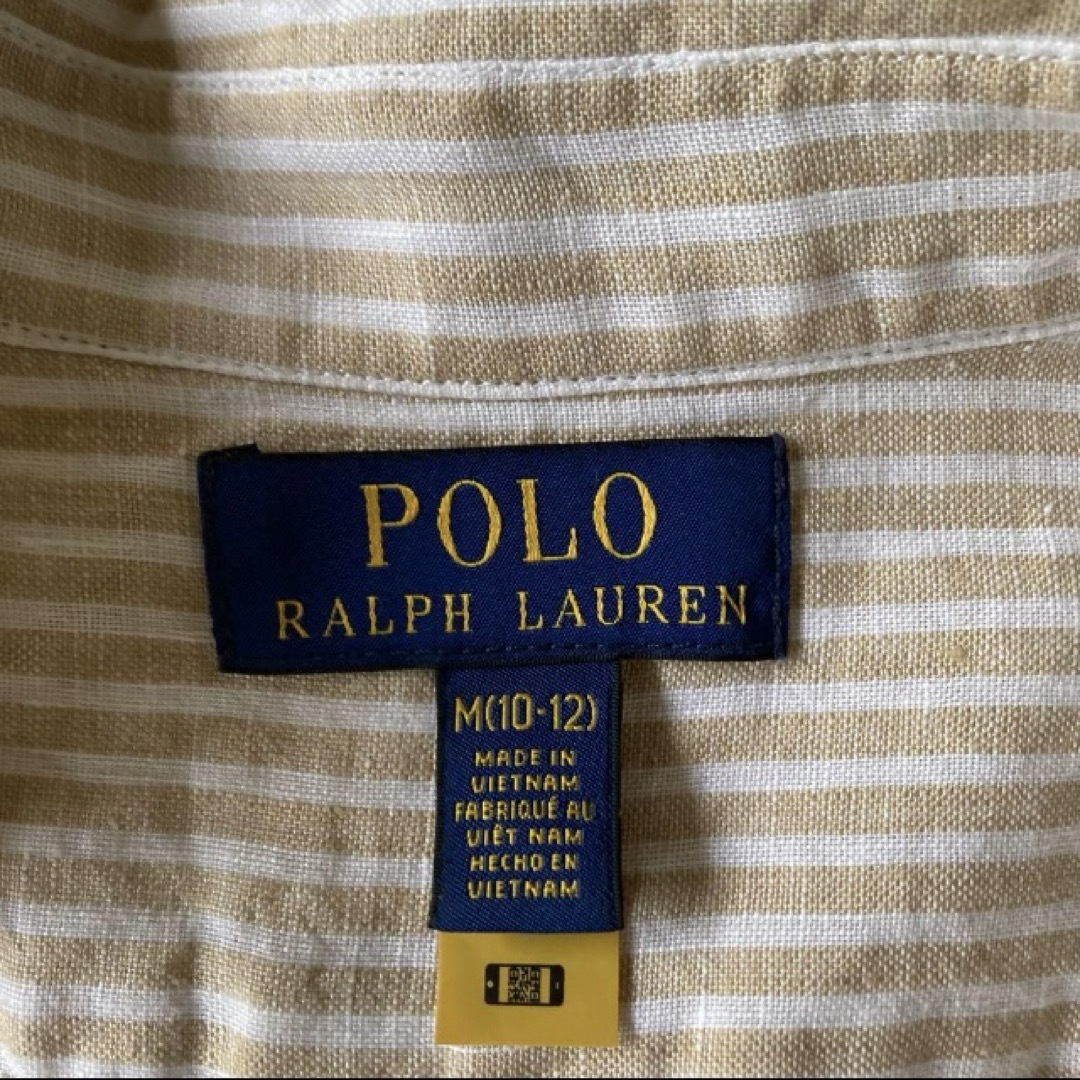 POLO
RALPH LAUREN
M(10-12)
MADE IN
VIETNAM
FABRIQUÉ AU
VIÊT NAM
HECHO EN
VIETNAM